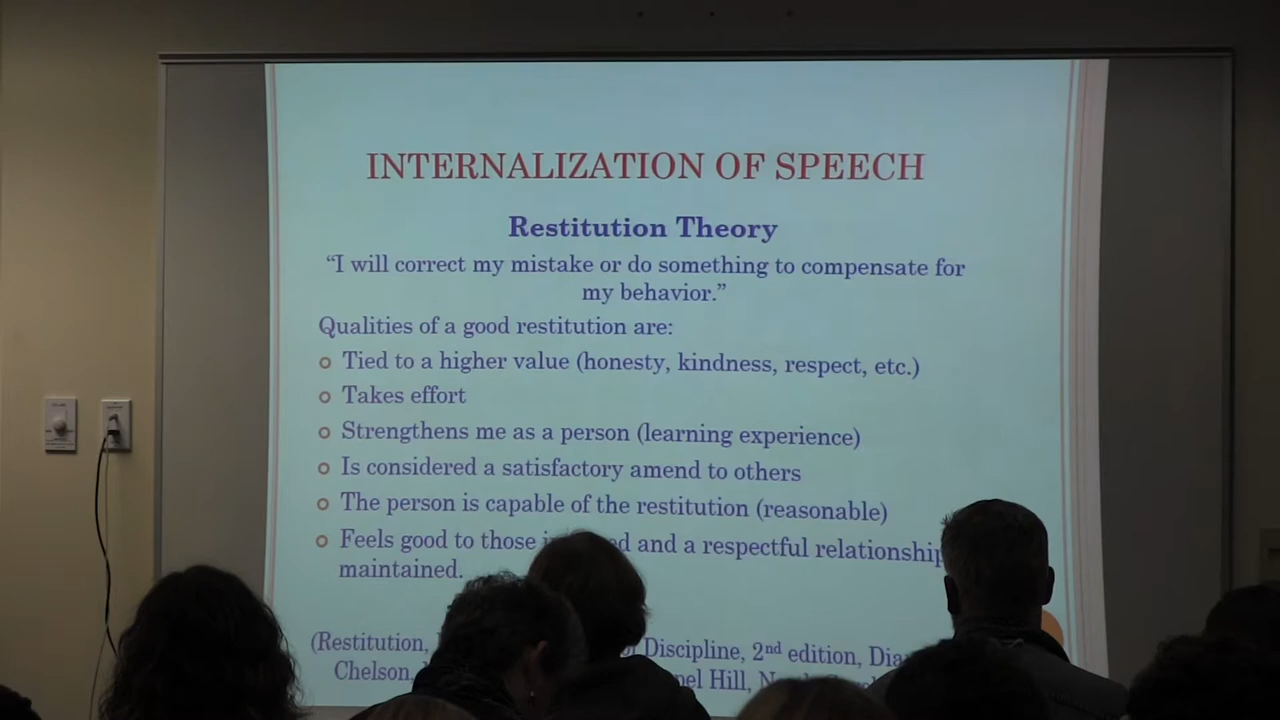 INTERNALIZATION OF SPEECH
Restitution Theory
“I will correct my mistake or do something to compensate for
my behavior.”
Qualities of a good restitution are:
Tied to a higher value (honesty, kindness, respect, etc.)
Takes effort
Strengthens me as a person (learning experience)
Is considered a satisfactory amend to others
The person is capable of the restitution (reasonable)
Feels good to those and a respectful relationship
maintained.
(Restitution, Discipline, 2nd edition,
Chelson, Hill,